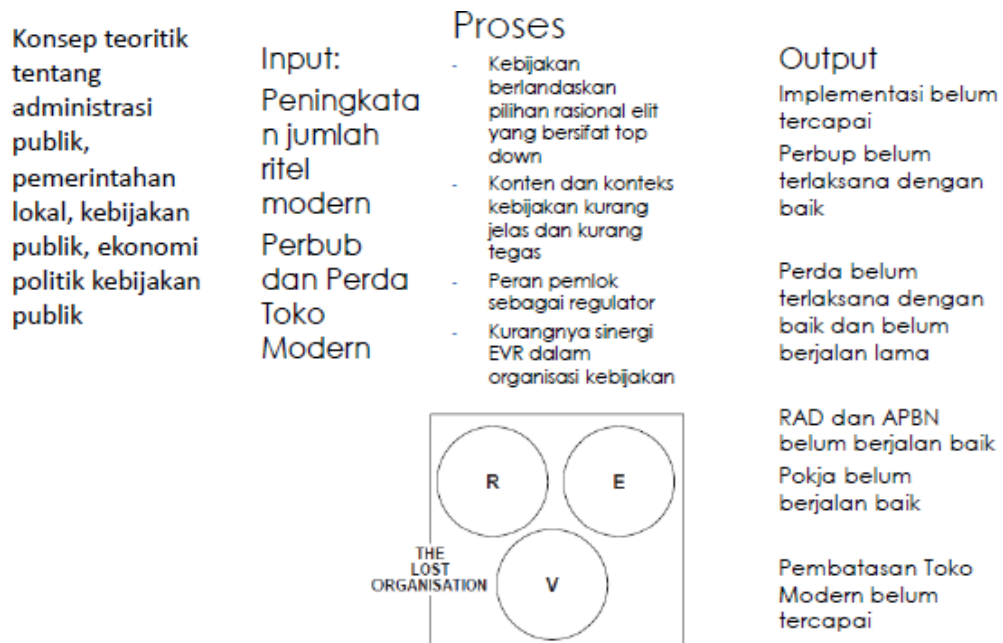 Konsep teoritik
tentang
administrasi
publik,
pemerintahan
lokal, kebijakan
publik, ekonomi
politik kebijakan
publik
Input:
Peningkata
n jumlah
ritel
modern
Perbub
dan Perda
Toko
Modern
Proses
- Kebijakan
berlandaskan
pilihan rasional elit
yang bersifat top
down
- Konten dan konteks
kebijakan kurang
jelas dan kurang
tegas
- Peran pemlok
sebagai regulator
- Kurangnya sinergi
EVR dalam
organisasi kebijakan
R
E
V
THE
LOST
ORGANISATION
Output
Implementasi belum
tercapai
Perbup belum
terlaksana dengan
baik
Perda belum
terlaksana dengan
baik dan belum
berjalan lama
RAD dan APBN
belum berjalan baik
Pokja belum
berjalan baik
Pembatasan Toko
Modern belum
tercapai